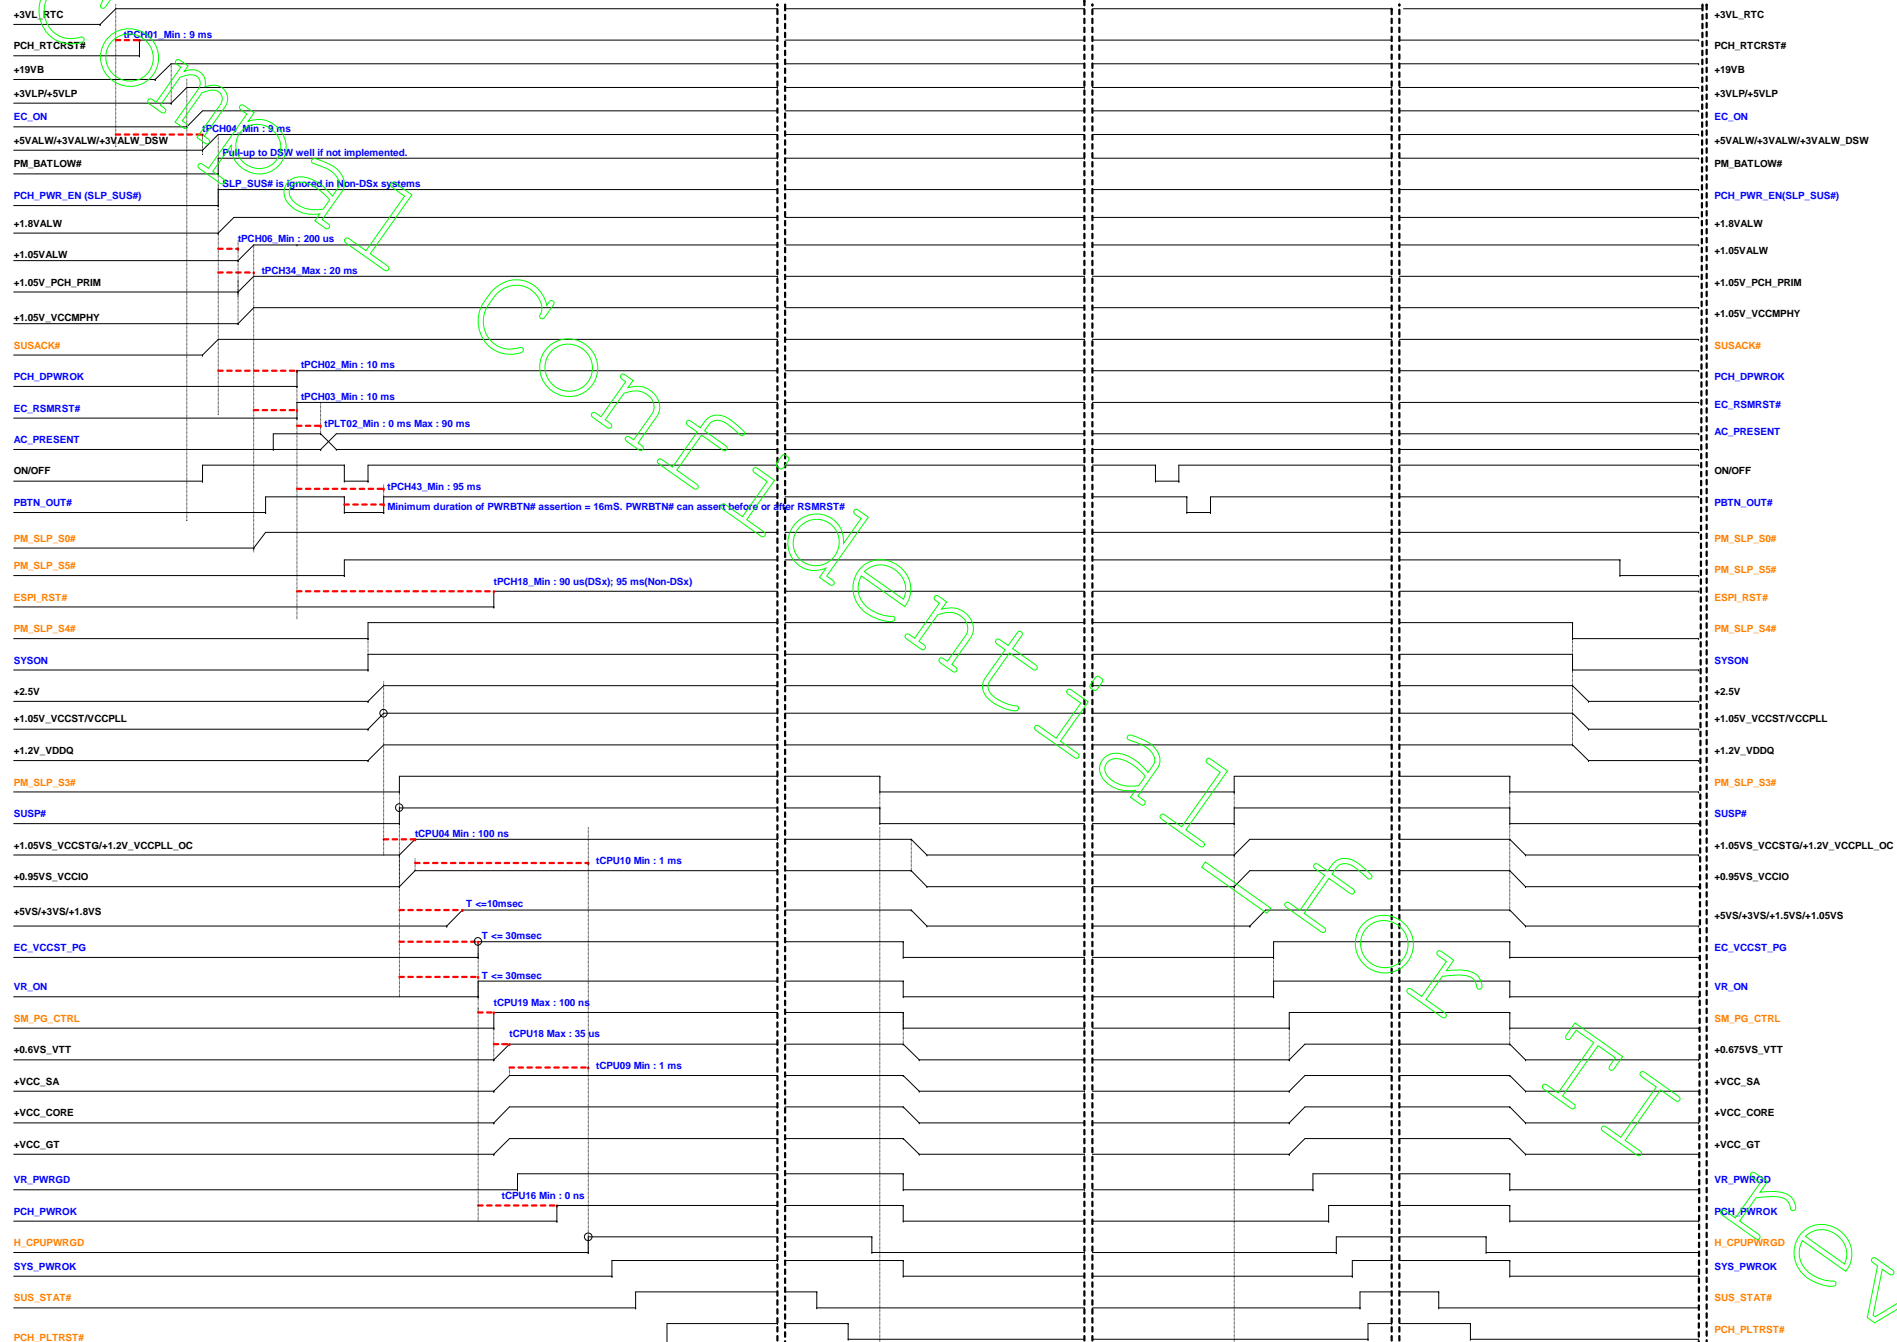 +3VL_RTC +3VL_RTC
tPCH01_Min : 9 ms
PCH_RTCRST# PCH_RTCRST#
+19VB +19VB
+3VLP/+5VLP +3VLP/+5VLP
EC_ON EC_ON
tPCH04_Min : 9 ms
+5VALW/+3VALW/+3VALW_DSW +5VALW/+3VALW/+3VALW_DSW
Pull-up to DSW well if not implemented.
PM_BATLOW# PM_BATLOW#
SLP_SUS# is ignored in Non-DSx systems
PCH_PWR_EN (SLP_SUS#) PCH_PWR_EN(SLP_SUS#)
+1.8VALW +1.8VALW
tPCH06_Min : 200 us
+1.05VALW +1.05VALW
tPCH34_Max : 20 ms
+1.05V_PCH_PRIM +1.05V_PCH_PRIM
+1.05V_VCCMPHY +1.05V_VCCMPHY
SUSACK# SUSACK#
tPCH02_Min : 10 ms
PCH_DPWROK PCH_DPWROK
tPCH03_Min : 10 ms
EC_RSMRST# EC_RSMRST#
tPLT02_Min : 0 ms Max : 90 ms
AC_PRESENT AC_PRESENT
ON/OFF ON/OFF
tPCH43_Min : 95 ms
PBTN_OUT# PBTN_OUT#
Minimum duration of PWRBTN# assertion = 16mS. PWRBTN# can assert before or after RSMRST#
PM_SLP_S0# PM_SLP_S0#
PM_SLP_S5# PM_SLP_S5#
tPCH18_Min : 90 us(DSx); 95 ms(Non-DSx)
ESPI_RST# ESPI_RST#
PM_SLP_S4# PM_SLP_S4#
SYSON SYSON
+2.5V +2.5V
+1.05V_VCCST/VCCPLL +1.05V_VCCST/VCCPLL
+1.2V_VDDQ +1.2V_VDDQ
PM_SLP_S3# PM_SLP_S3#
SUSP# SUSP#
tCPU04 Min : 100 ns
+1.05VS_VCCSTG/+1.2V_VCCPLL_OC +1.05VS_VCCSTG/+1.2V_VCCPLL_OC
tCPU10 Min : 1 ms
+0.95VS_VCCIO +0.95VS_VCCIO
T <=10msec
+5VS/+3VS/+1.8VS +5VS/+3VS/+1.5VS/+1.05VS
T <= 30msec
EC_VCCST_PG EC_VCCST_PG
T <= 30msec
VR_ON VR_ON
tCPU19 Max : 100 ns
SM_PG_CTRL SM_PG_CTRL
tCPU18 Max : 35 us
+0.6VS_VTT +0.675VS_VTT
tCPU09 Min : 1 ms
+VCC_SA +VCC_SA
+VCC_CORE +VCC_CORE
+VCC_GT +VCC_GT
VR_PWRGD VR_PWRGD
tCPU16 Min : 0 ns
PCH_PWROK PCH_PWROK
H_CPUPWRGD H_CPUPWRGD
SYS_PWROK SYS_PWROK
SUS_STAT# SUS_STAT#
PCH_PLTRST# PCH_PLTRST#
Compal Confidential for TI rev